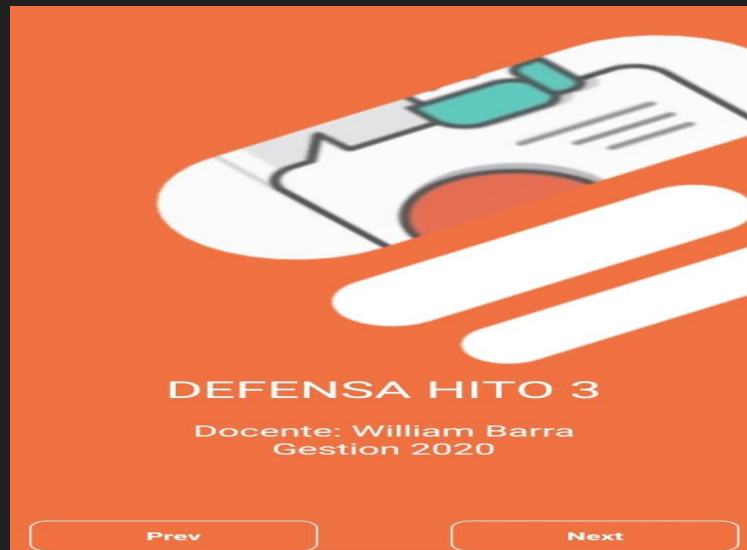 DEFENSA HITO 3
Docente: William Barra
Gestion 2020
Prev
Next